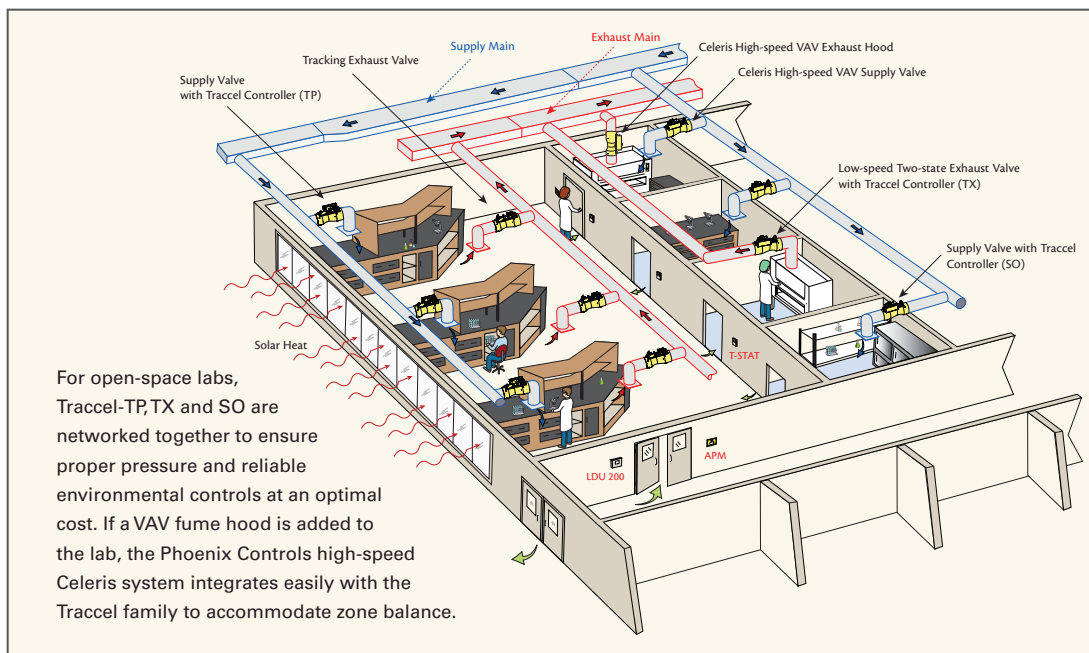 Supply Main
Exhaust Main
Celeris High-speed VAV Exhaust Hood
Tracking Exhaust Valve
Celeris High-speed VAV Supply Valve
Supply Valve
with Traccel Controller (TP)
Low-speed Two-state Exhaust Valve
with Traccel Controller (TX)
Supply Valve with Traccel
Controller (SO)
Solar Heat
T-STAT
LDU 200
APM
For open-space labs,
Traccel-TP, TX and SO are
networked together to ensure
proper pressure and reliable
environmental controls at an optimal
cost. If a VAV fume hood is added to
the lab, the Phoenix Controls high-speed
Celeris system integrates easily with the
Traccel family to accommodate zone balance.